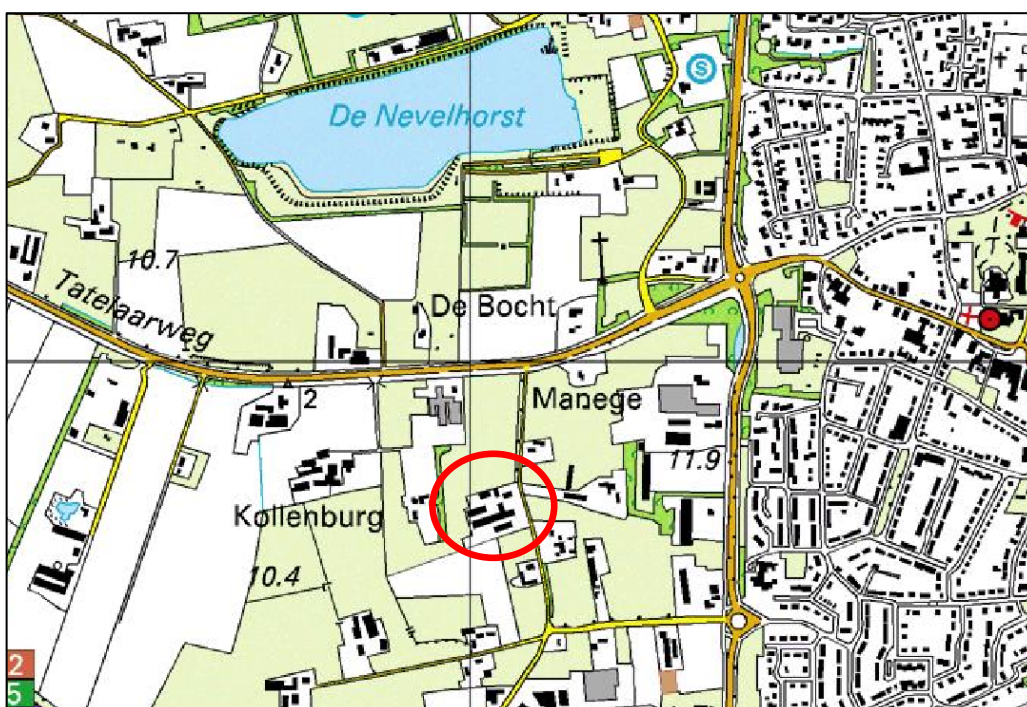 S
De Nevelhorst
10.7
Tatelaarweg
De Bocht
2
Manege
11.9
Kollenburg
10.4
2
5